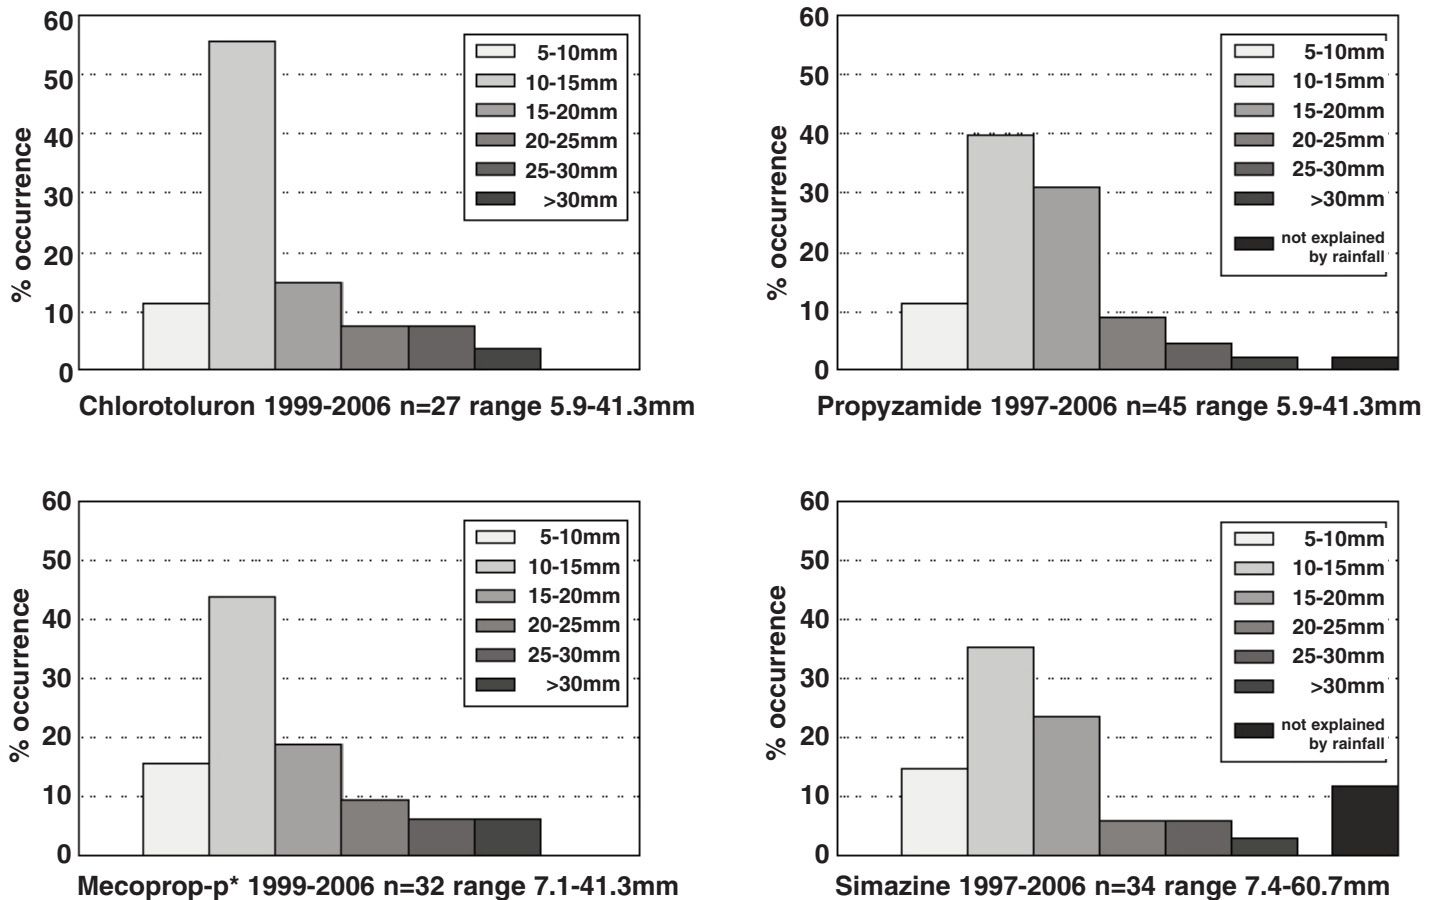 60
50
40
30
20
10
0
% occurrence
5-10mm
10-15mm
15-20mm
20-25mm
25-30mm
>30mm
Chlorotoluron 1999-2006 n=27 range 5.9-41.3mm
60
50
40
30
20
10
0
% occurrence
5-10mm
10-15mm
15-20mm
20-25mm
25-30mm
>30mm
not explained
by rainfall
Propyzamide 1997-2006 n=45 range 5.9-41.3mm
60
50
40
30
20
10
0
% occurrence
5-10mm
10-15mm
15-20mm
20-25mm
25-30mm
>30mm
Mecoprop-p* 1999-2006 n=32 range 7.1-41.3mm
60
50
40
30
20
10
0
% occurrence
5-10mm
10-15mm
15-20mm
20-25mm
25-30mm
>30mm
not explained
by rainfall
Simazine 1997-2006 n=34 range 7.4-60.7mm